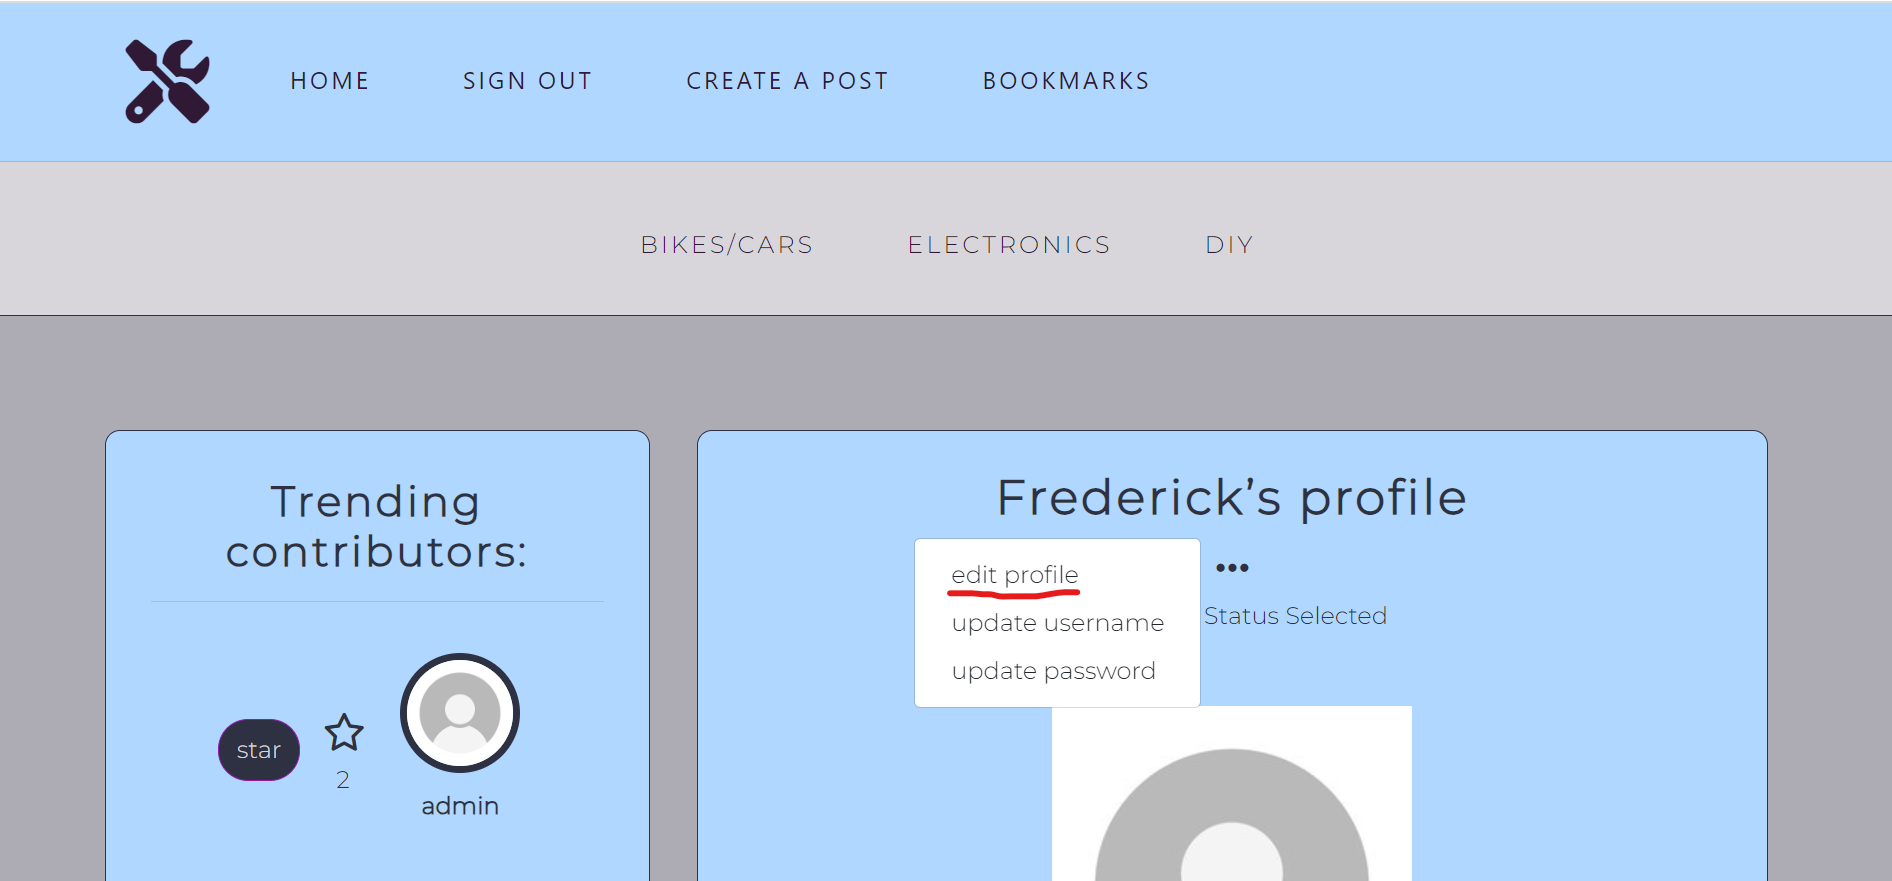 HOME SIGN OUT CREATE A POST BOOKMARKS
BIKES/CARS ELECTRONICS DIY
Trending
contributors:
star
2
admin
Frederick’s profile
•••
edit profile
update username
update password
Status Selected